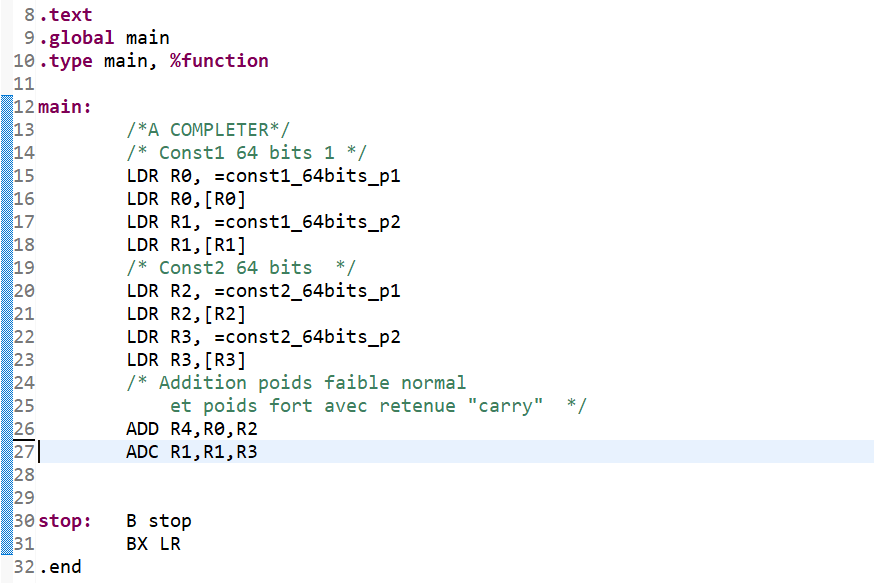 8 .text
9 .global main
10 .type main, %function
11
12 main:
13 /*A COMPLETER*/
14 /* Const1 64 bits 1 */
15 LDR R0, =const1_64bits_p1
16 LDR R0,[R0]
17 LDR R1, =const1_64bits_p2
18 LDR R1,[R1]
19 /* Const2 64 bits  */
20 LDR R2, =const2_64bits_p1
21 LDR R2,[R2]
22 LDR R3, =const2_64bits_p2
23 LDR R3,[R3]
24 /* Addition poids faible normal
25 et poids fort avec retenue "carry"  */
26 ADD R4,R0,R2
27 ADC R1,R1,R3
28
29
30 stop: B stop
31 BX LR
32 .end